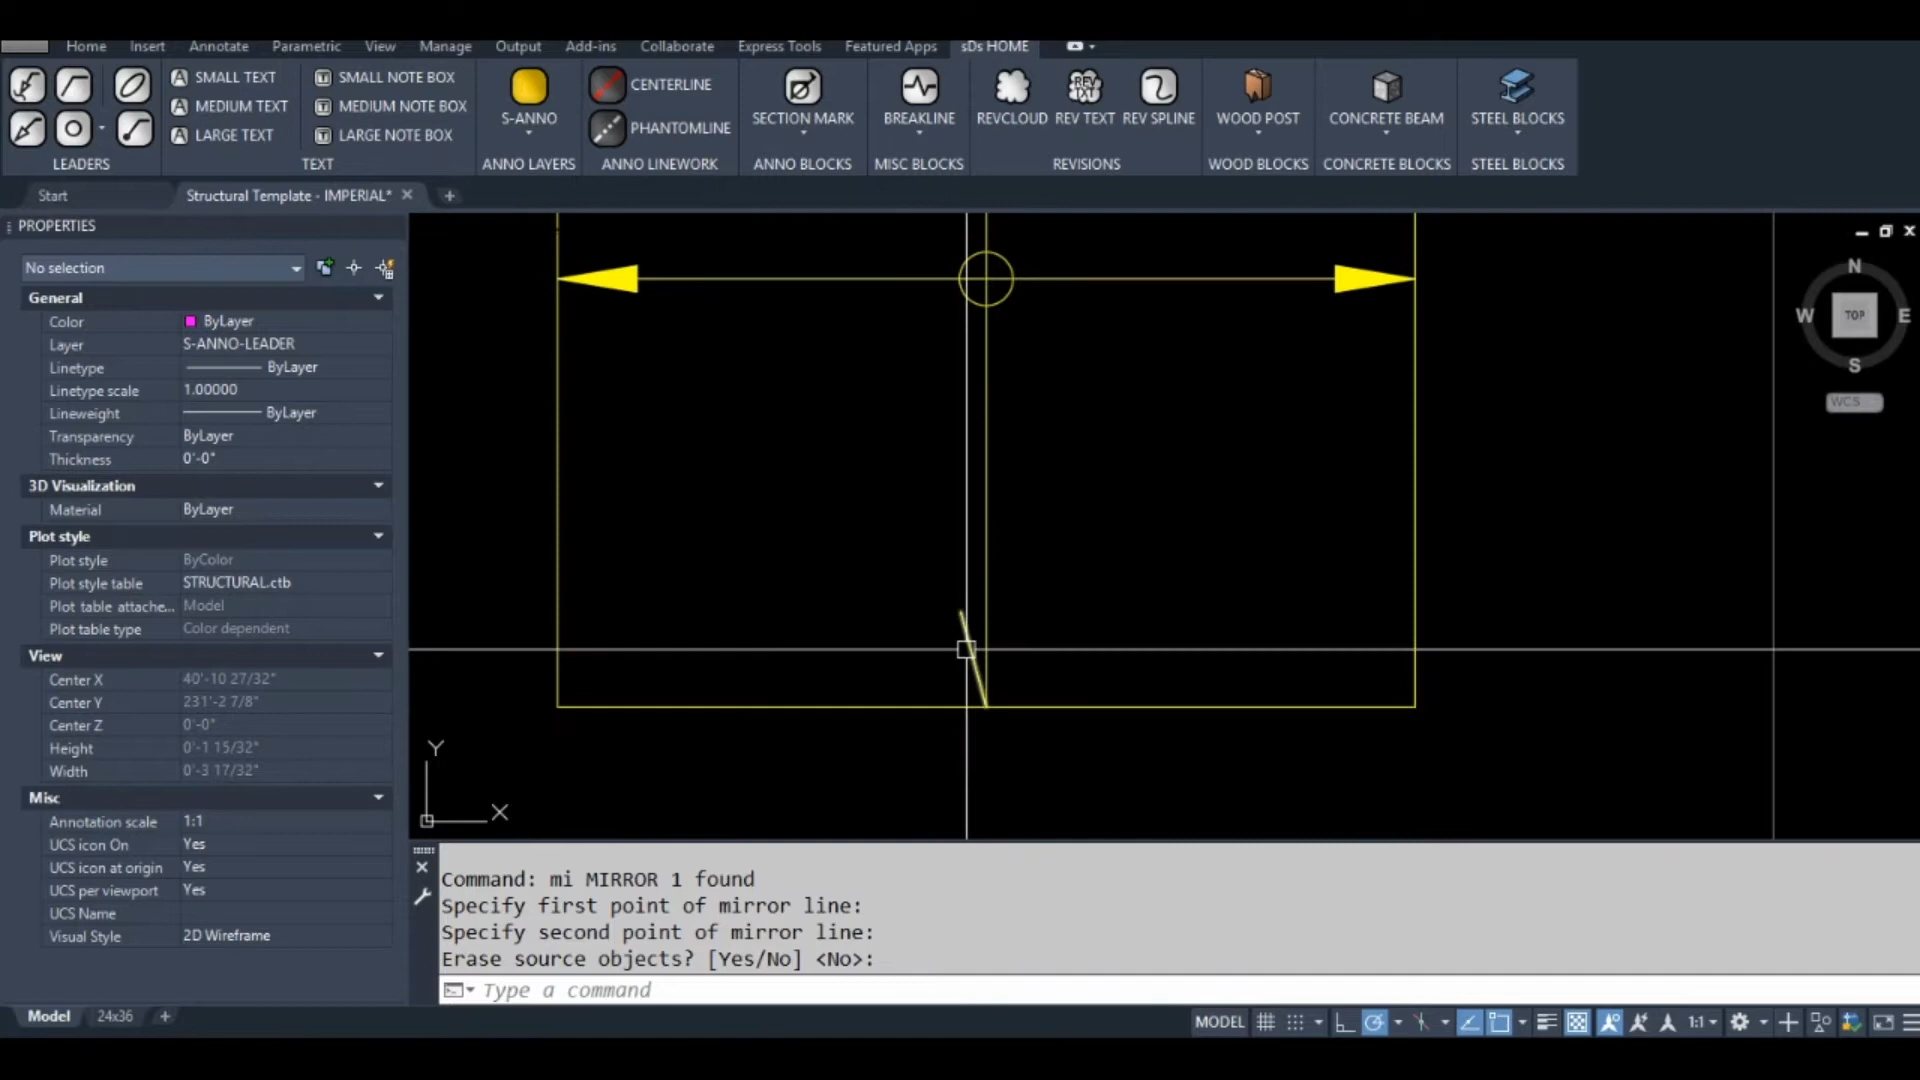 Home Insert Annotate Parametric View Manage Output Add-ins Collaborate Express Tools Featured Apps sDs HOME
SMALL TEXT
MEDIUM TEXT
LARGE TEXT
SMALL NOTE BOX
MEDIUM NOTE BOX
LARGE NOTE BOX
S-ANNO
CENTERLINE
PHANTOMLINE
SECTION MARK
BREAKLINE
REV
TXT
REVCLOUD REV TEXT REV SPLINE
WOOD POST
CONCRETE BEAM
STEEL BLOCKS
LEADERS TEXT ANNO LAYERS ANNO LINEWORK ANNO BLOCKS MISC BLOCKS REVISIONS WOOD BLOCKS CONCRETE BLOCKS STEEL BLOCKS
Start Structural Template - IMPERIAL*
PROPERTIES
No selection
General
Color ByLayer
Layer S-ANNO-LEADER
Linetype ByLayer
Linetype scale 1.00000
Lineweight ByLayer
Transparency ByLayer
Thickness 0'-0"
3D Visualization
Material ByLayer
Plot style
Plot style ByColor
Plot style table STRUCTURAL.ctb
Plot table attache... Model
Plot table type Color dependent
View
Center X 40'-10 27/32"
Center Y 231'-2 7/8"
Center Z 0'-0"
Height 0'-1 15/32"
Width 0'-3 17/32"
Misc
Annotation scale 1:1
UCS icon On Yes
UCS icon at origin Yes
UCS per viewport Yes
UCS Name
Visual Style 2D Wireframe
N
W TOP E
S
WCS
Y
X
Command: mi MIRROR 1 found
Specify first point of mirror line:
Specify second point of mirror line:
Erase source objects? [Yes/No] <No>:
Type a command
Model 24x36 +
MODEL 1:1